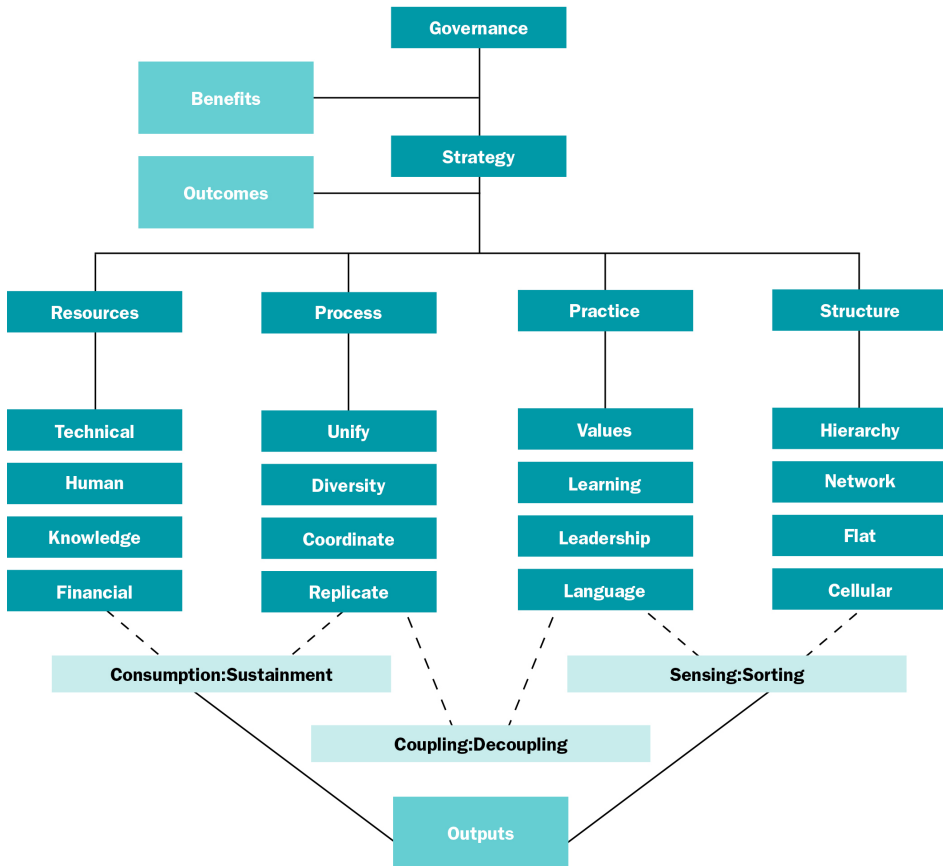 Governance
Benefits
Strategy
Outcomes
Resources
Process
Practice
Structure
Technical
Unify
Values
Hierarchy
Human
Diversity
Learning
Network
Knowledge
Coordinate
Leadership
Flat
Financial
Replicate
Language
Cellular
Consumption:Sustainment
Sensing:Sorting
Coupling:Decoupling
Outputs